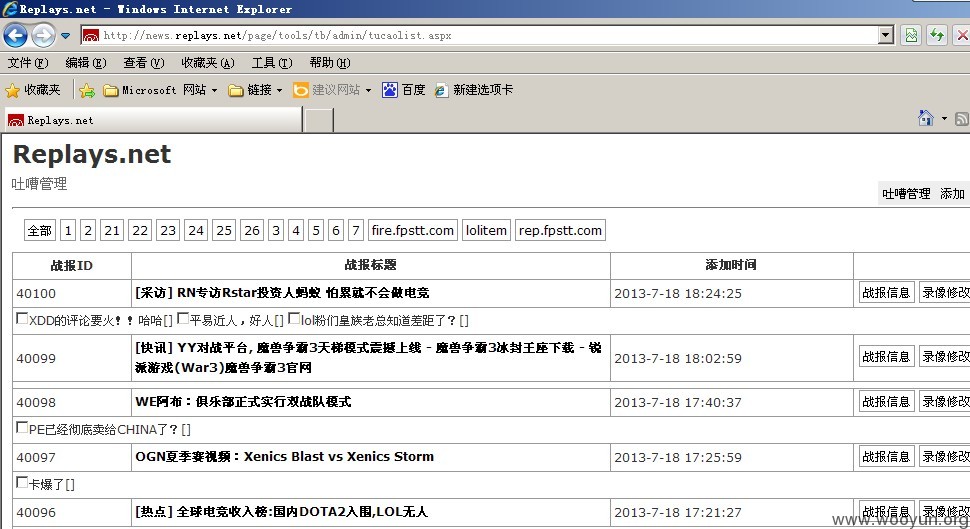 Replays.net - Windows Internet Explorer
http://news.replays.net/page/tools/tb/admin/tucaolist.aspx
文件(F) 编辑(E) 查看(V) 收藏夹(A) 工具(T) 帮助(H)
收藏夹 Microsoft 网站 链接 建议网站 百度 新建选项卡
Replays.net
Replays.net
吐嘈管理
吐嘈管理 添加
全部 1 2 21 22 23 24 25 26 3 4 5 6 7 fire.fpstt.com lolitem rep.fpstt.com
战报ID 战报标题 添加时间
40100 [采访] RN专访Rstar投资人蚂蚁 怕累就不会做电竞 2013-7-18 18:24:25 战报信息 录像修改
XDD的评论要火！！哈哈[] 平易近人，好人[] lol粉们皇族老总知道差距了？[]
40099 [快讯] YY对战平台, 魔兽争霸3天梯模式震撼上线 - 魔兽争霸3冰封王座下载 - 锐 2013-7-18 18:02:59 战报信息 录像修改
派游戏(War3)魔兽争霸3官网
40098 WE阿布：俱乐部正式实行双战队模式 2013-7-18 17:40:37 战报信息 录像修改
PE已经彻底卖给CHINA了？[]
40097 OGN夏季赛视频：Xenics Blast vs Xenics Storm 2013-7-18 17:25:59 战报信息 录像修改
卡爆了[]
40096 [热点] 全球电竞收入榜:国内DOTA2入围,LOL无人 2013-7-18 17:21:27 战报信息 录像修改
www.wooyun.org